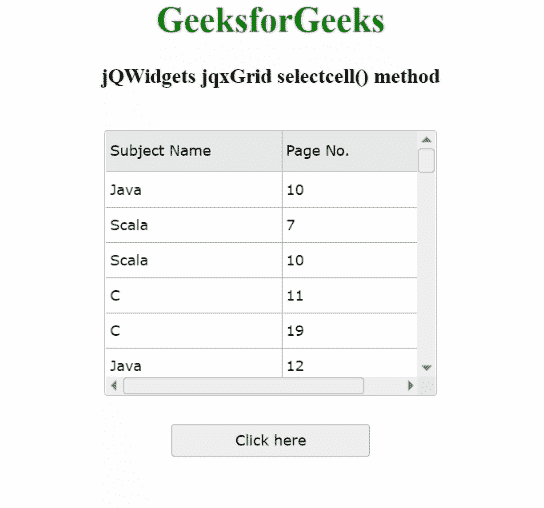 GeeksforGeeks
jQWidgets jqxGrid selectcell() method
Subject Name Page No.
Java 10
Scala 7
Scala 10
C 11
C 19
Java 12
Click here